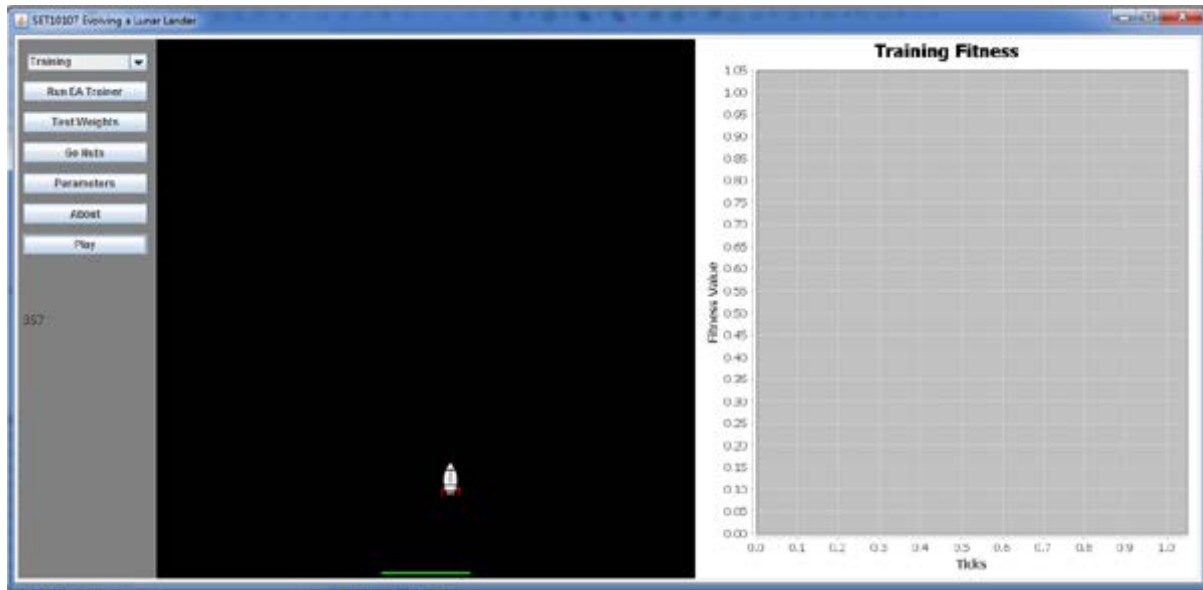 SET10107 Evolving a Lunar Lander
Training
Run EA Trainer
Test Weights
Go Nuts
Parameters
About
Play
357
Training Fitness
Fitness Value
1.05
1.00
0.95
0.90
0.85
0.80
0.75
0.70
0.65
0.60
0.55
0.50
0.45
0.40
0.35
0.30
0.25
0.20
0.15
0.10
0.05
0.00
0.0 0.1 0.2 0.3 0.4 0.5 0.6 0.7 0.8 0.9 1.0
Ticks